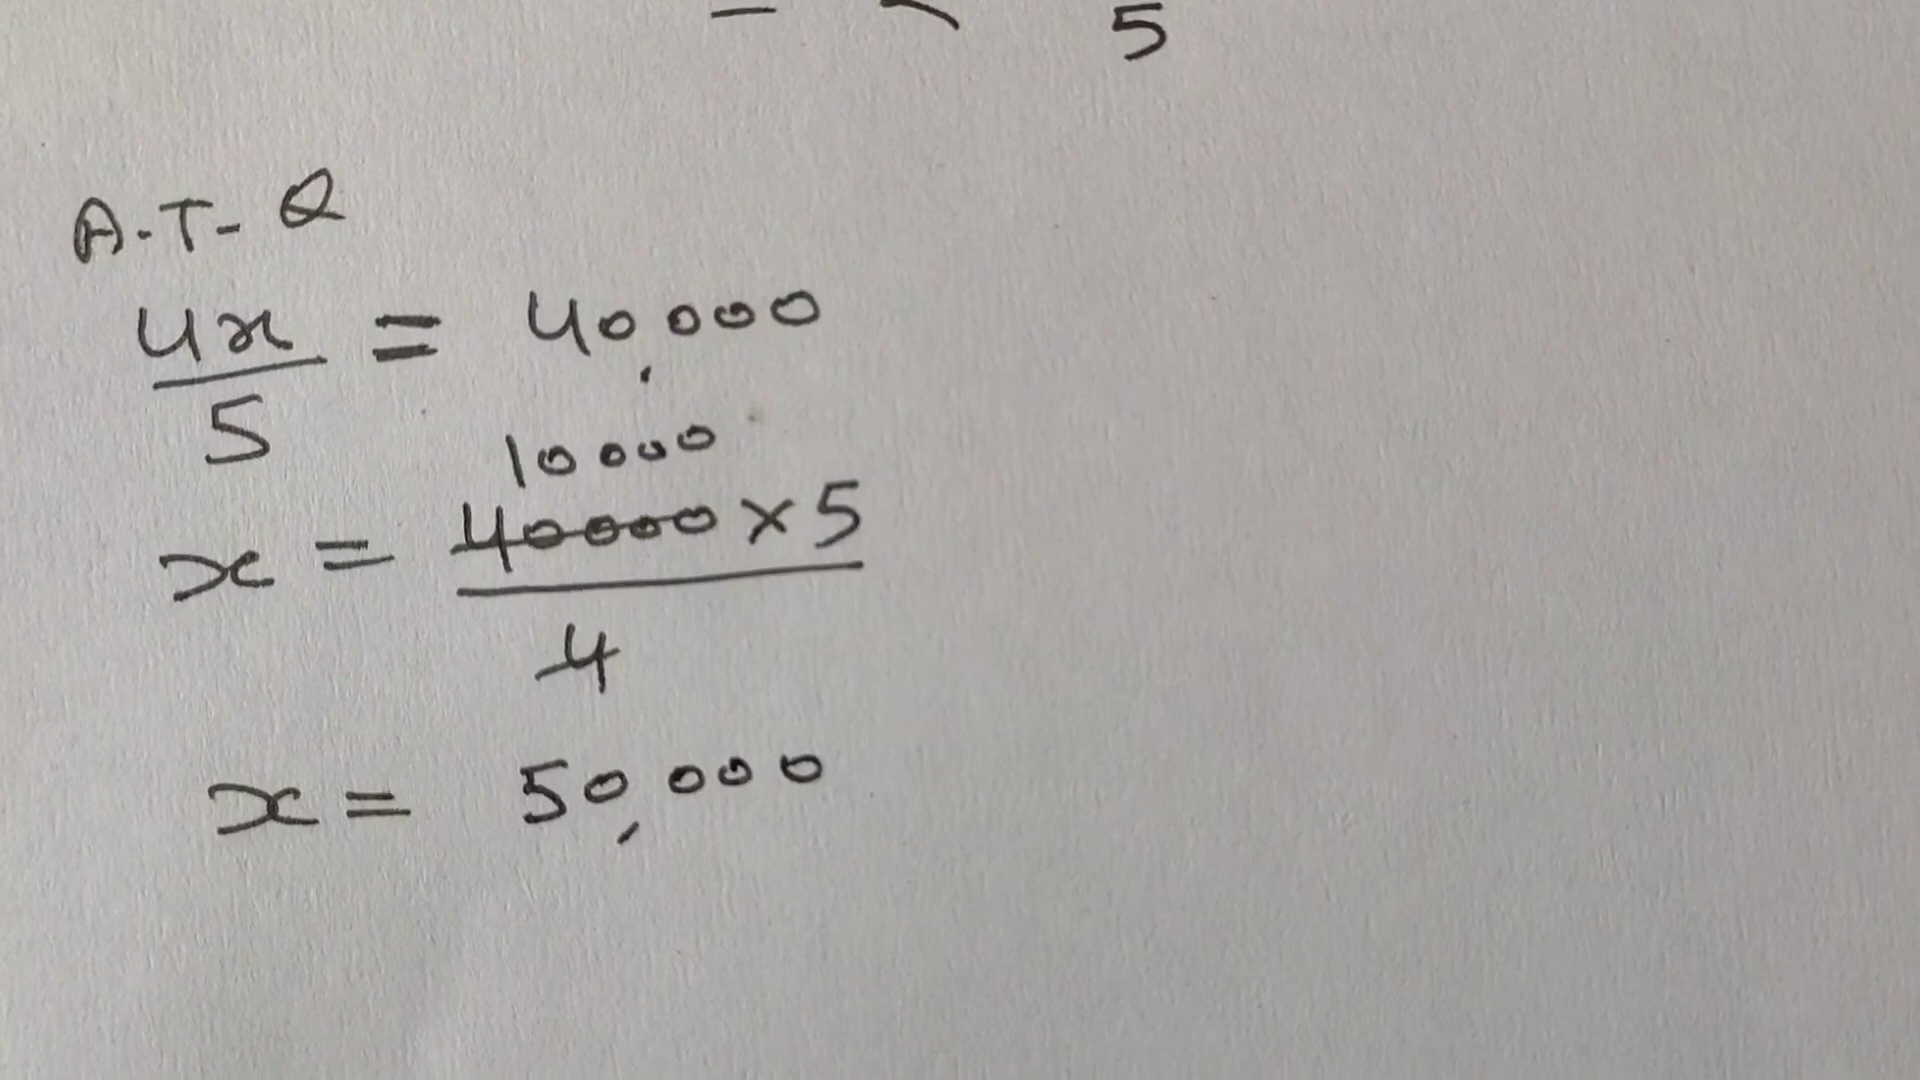 5
A.T-Q
4x = 40,000
5
10000
x = 40000 x 5
4
x = 50,000